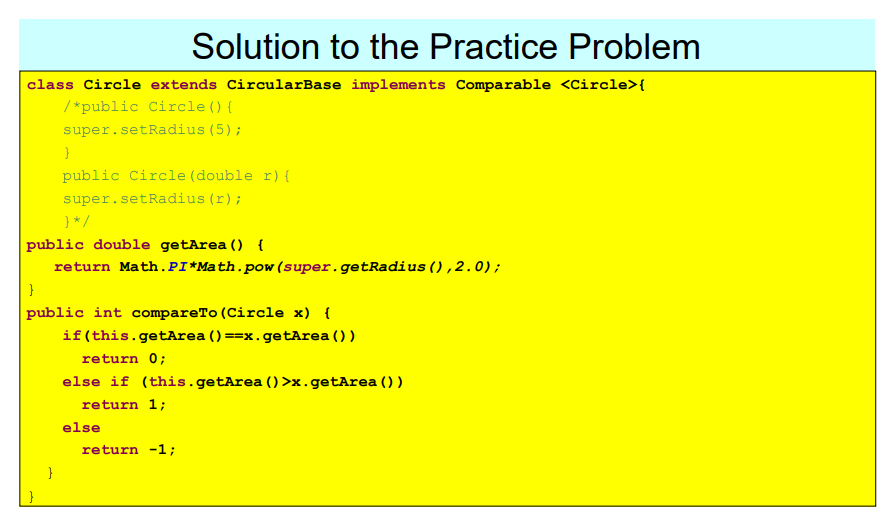 Solution to the Practice Problem
class Circle extends CircularBase implements Comparable <Circle>{
/*public Circle(){
super.setRadius(5);
}
public Circle(double r){
super.setRadius(r);
}*/
public double getArea() {
return Math.PI*Math.pow(super.getRadius(),2.0);
}
public int compareTo(Circle x) {
if(this.getArea()==x.getArea())
return 0;
else if (this.getArea()>x.getArea())
return 1;
else
return -1;
}
}